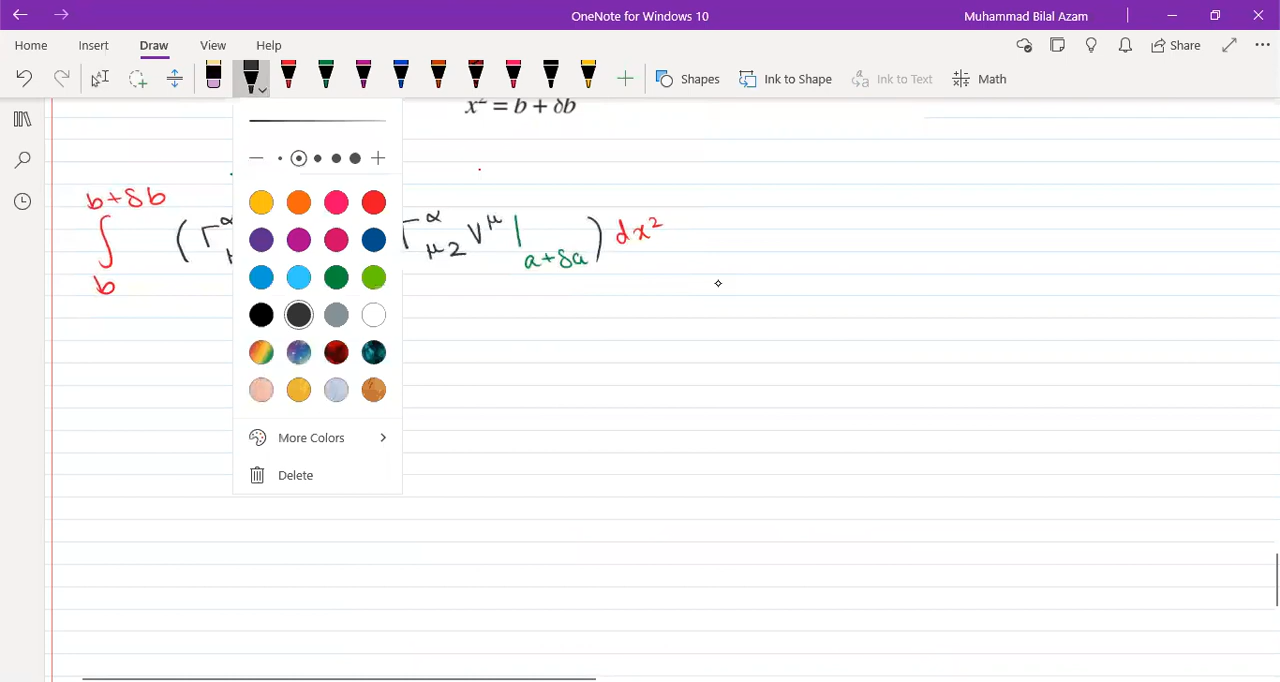 OneNote for Windows 10
Muhammad Bilal Azam
Home Insert Draw View Help
Share
Shapes Ink to Shape Ink to Text Math
x² = b + δb
b+δb
∫ (Γ^α Γ^α_μ2 V^μ |_a+δa) dx²
b
More Colors
Delete